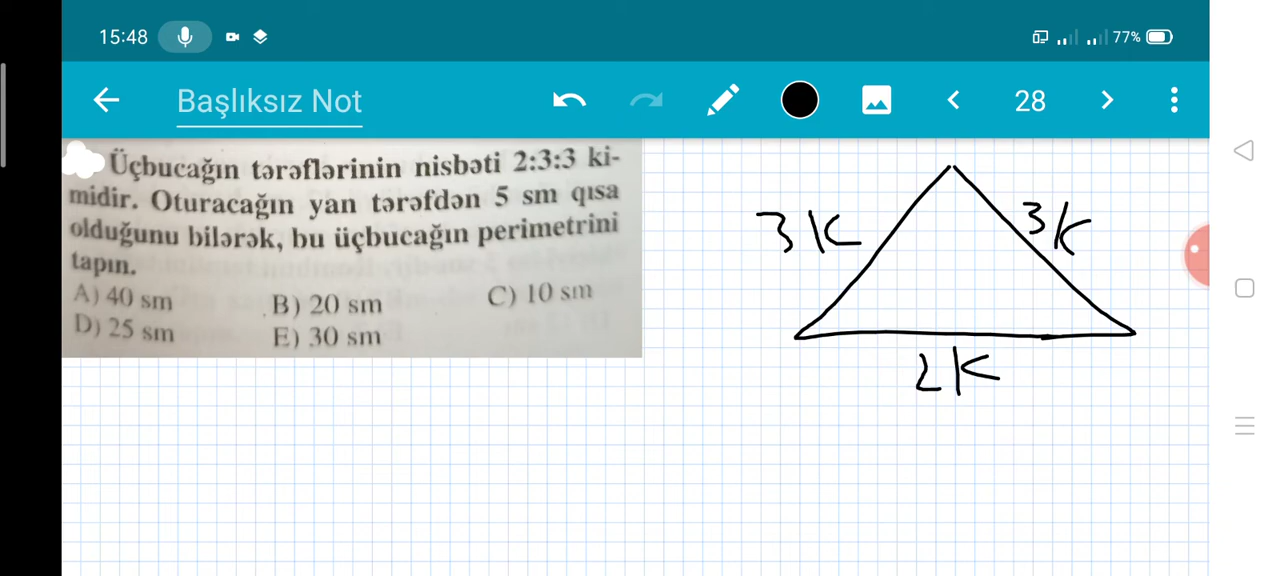 15:48
77%
Başlıksız Not
28
Üçbucağın tərəflərinin nisbəti 2:3:3 ki-
midir. Oturacağın yan tərəfdən 5 sm qısa
olduğunu bilərək, bu üçbucağın perimetrini
tapın.
A) 40 sm B) 20 sm C) 10 sm
D) 25 sm E) 30 sm
3K 3K
2K